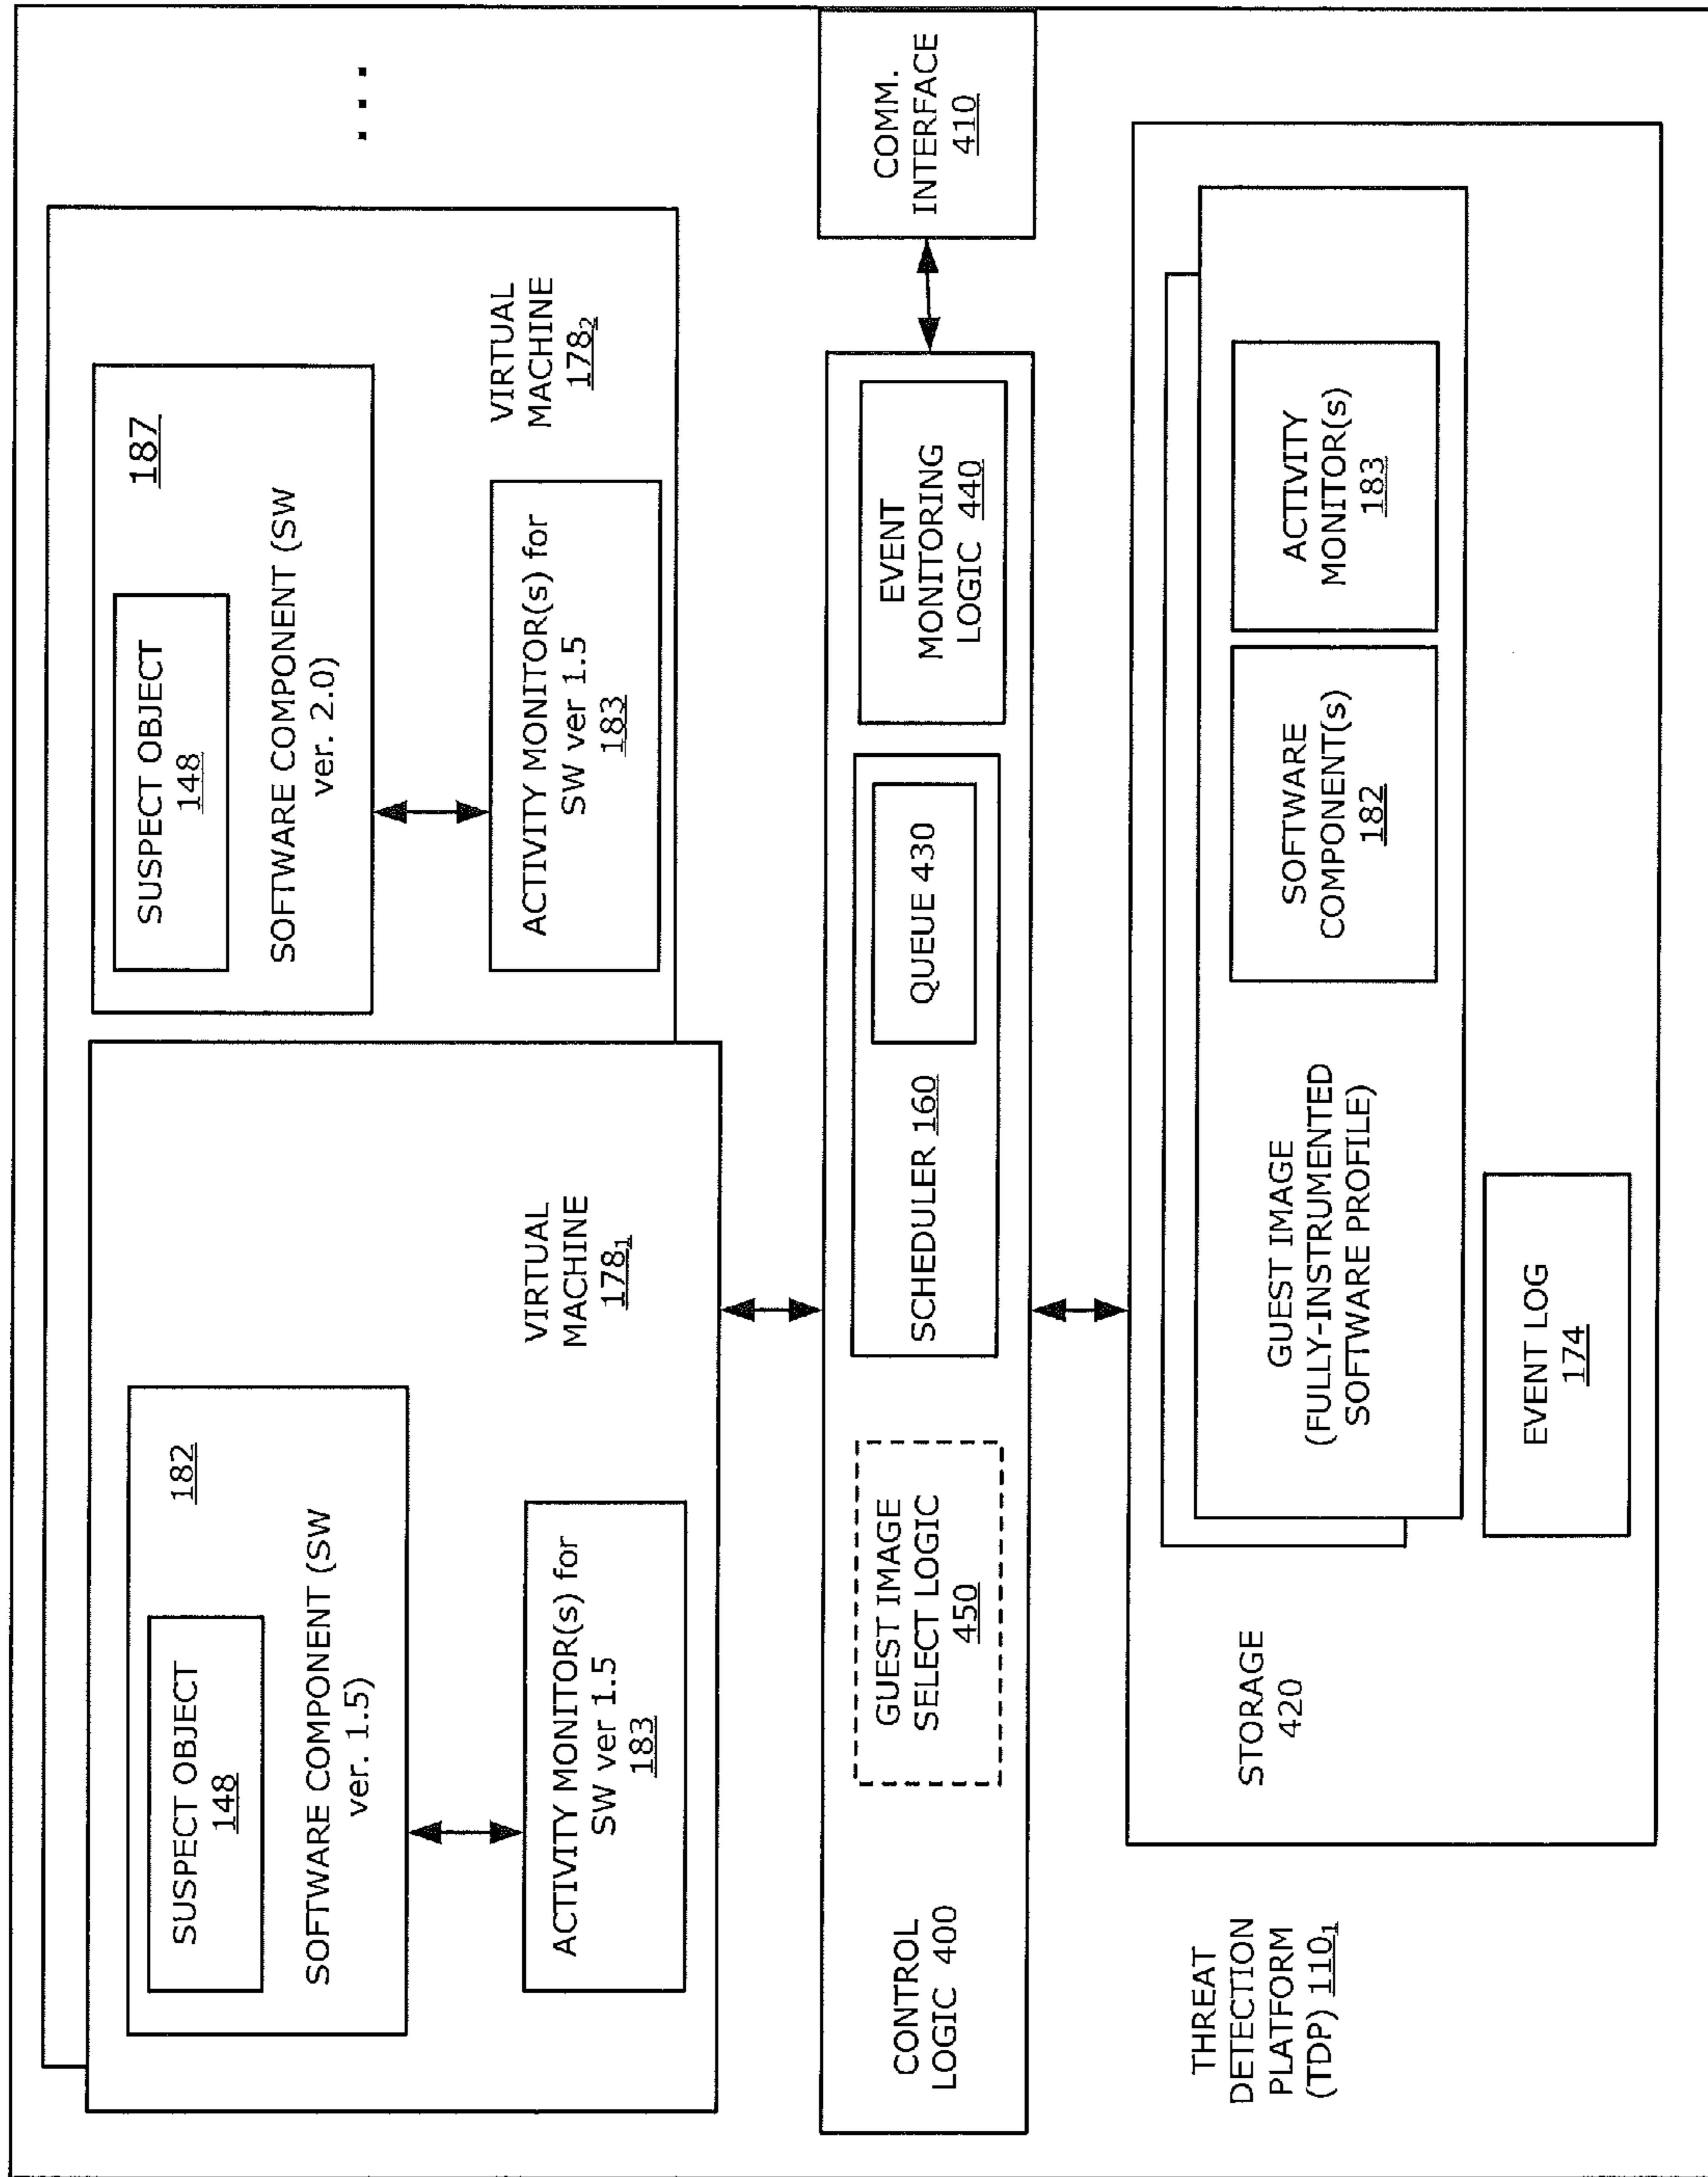 182
SUSPECT OBJECT
148
SOFTWARE COMPONENT (SW
ver. 1.5)
ACTIVITY MONITOR(s) for
SW ver 1.5
183
VIRTUAL
MACHINE
178₁
187
SUSPECT OBJECT
148
SOFTWARE COMPONENT (SW
ver. 2.0)
ACTIVITY MONITOR(s) for
SW ver 1.5
183
VIRTUAL
MACHINE
178₂
. . .
CONTROL
LOGIC 400
GUEST IMAGE
SELECT LOGIC
450
SCHEDULER 160
QUEUE 430
EVENT
MONITORING
LOGIC 440
COMM.
INTERFACE
410
THREAT
DETECTION
PLATFORM
(TDP) 110₁
STORAGE
420
GUEST IMAGE
(FULLY-INSTRUMENTED
SOFTWARE PROFILE)
SOFTWARE
COMPONENT(s)
182
ACTIVITY
MONITOR(s)
183
EVENT LOG
174